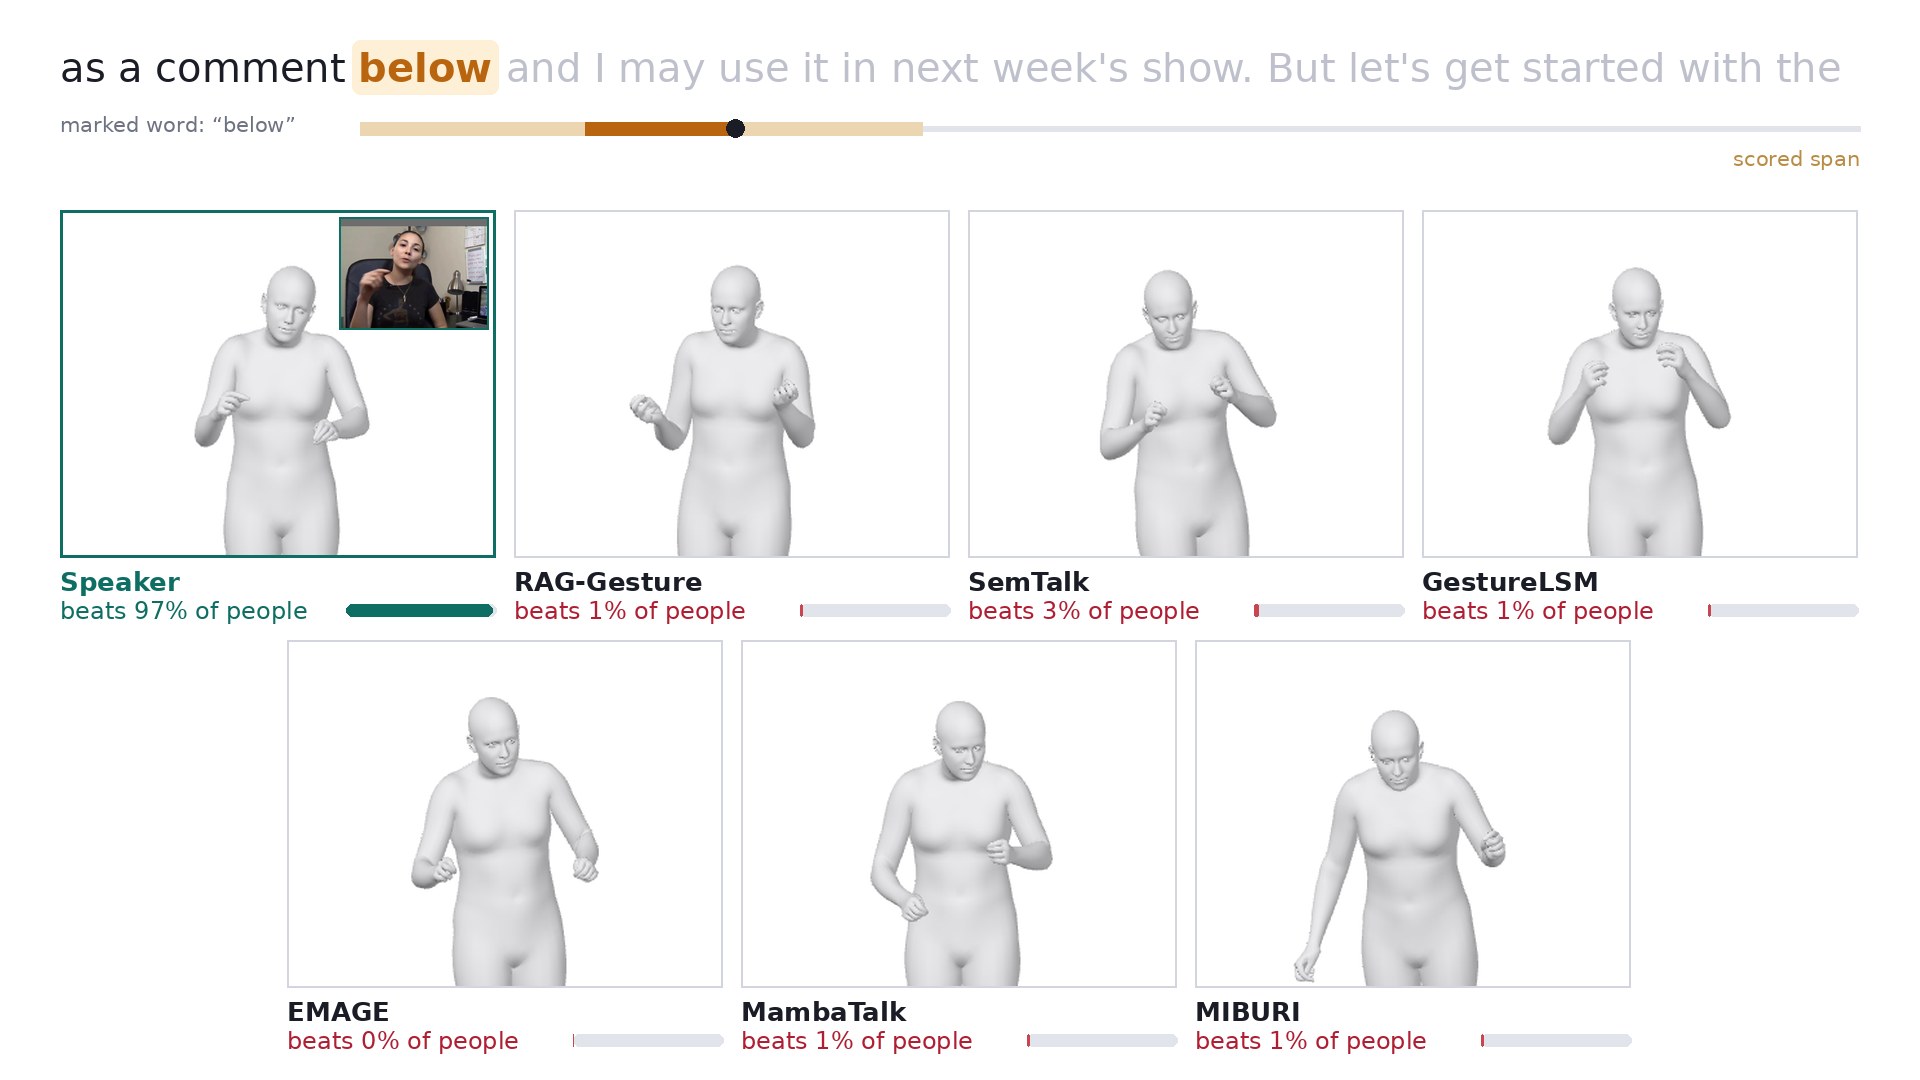 as a comment below and I may use it in next week's show. But let's get started with the
marked word: “below”
scored span
Speaker
beats 97% of people
RAG-Gesture
beats 1% of people
SemTalk
beats 3% of people
GestureLSM
beats 1% of people
EMAGE
beats 0% of people
MambaTalk
beats 1% of people
MIBURI
beats 1% of people